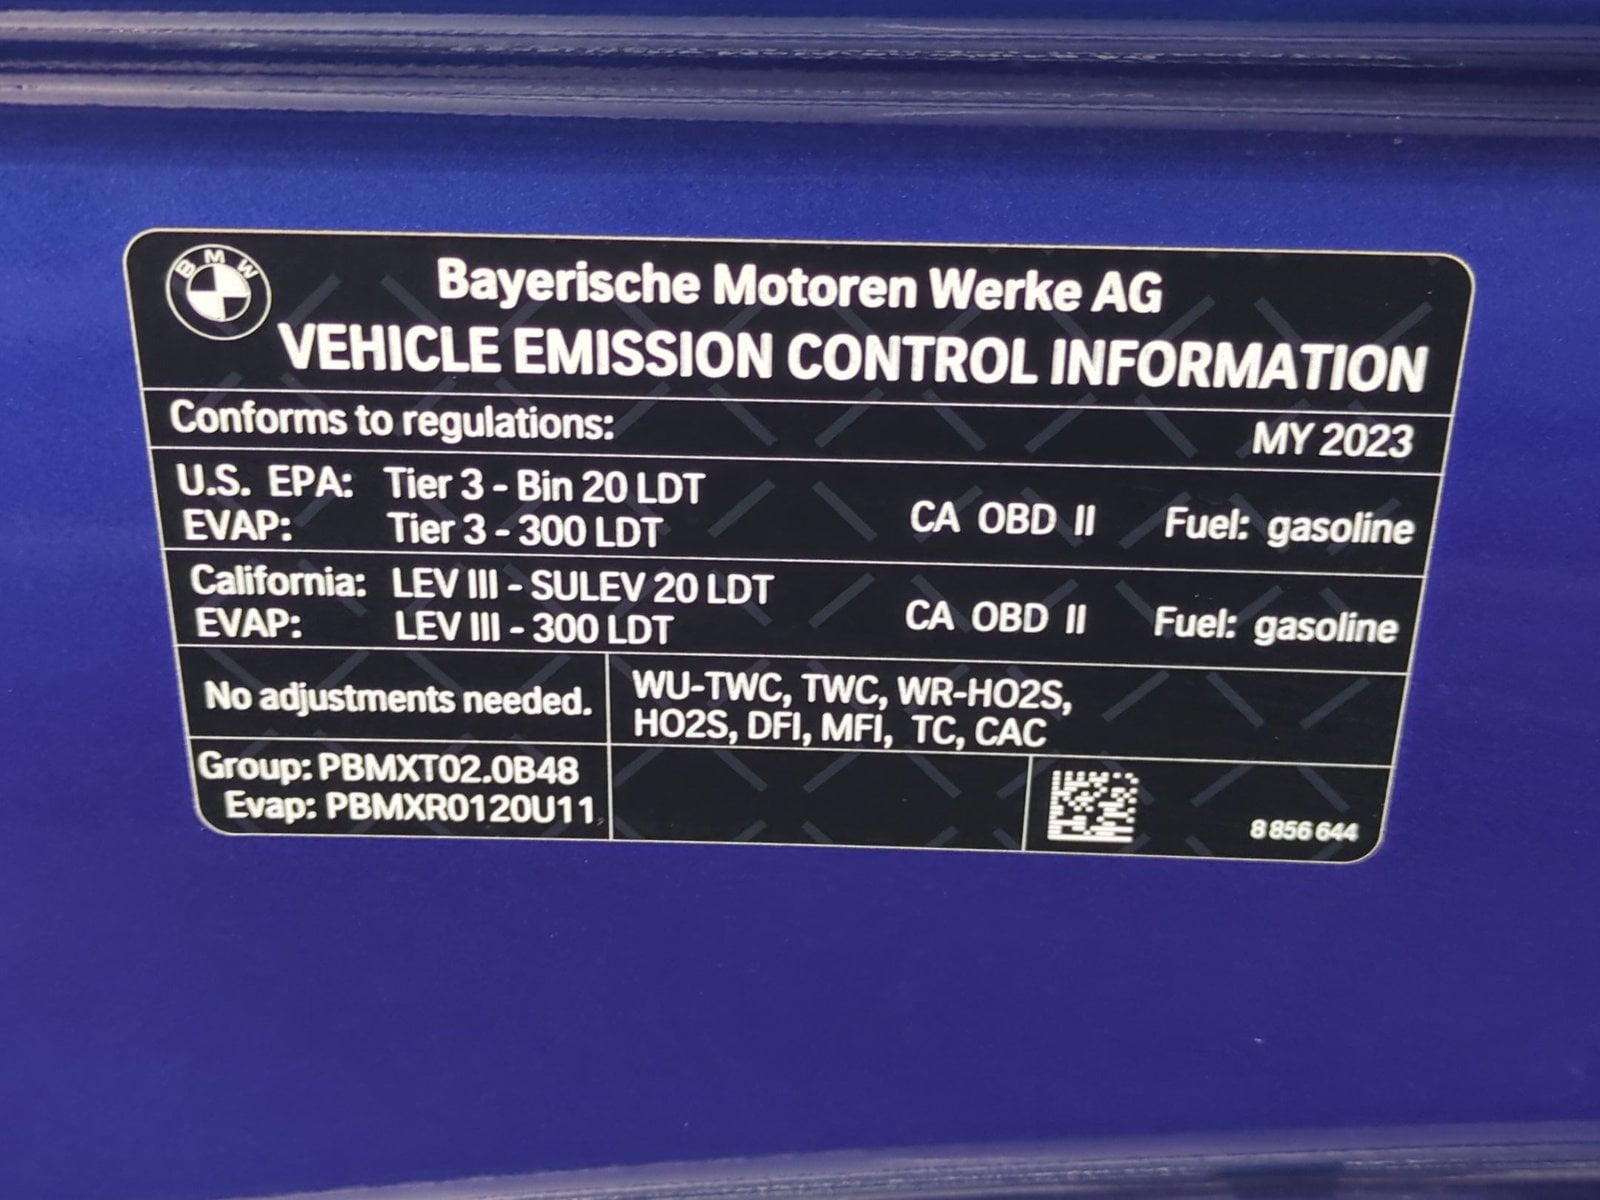 BMW
Bayerische Motoren Werke AG
VEHICLE EMISSION CONTROL INFORMATION
Conforms to regulations: MY 2023
U.S. EPA: Tier 3 - Bin 20 LDT
EVAP: Tier 3 - 300 LDT
CA OBD II Fuel: gasoline
California: LEV III - SULEV 20 LDT
EVAP: LEV III - 300 LDT
CA OBD II Fuel: gasoline
No adjustments needed.
WU-TWC, TWC, WR-HO2S,
HO2S, DFI, MFI, TC, CAC
Group: PBMXT02.0B48
Evap: PBMXR0120U11
8 856 644